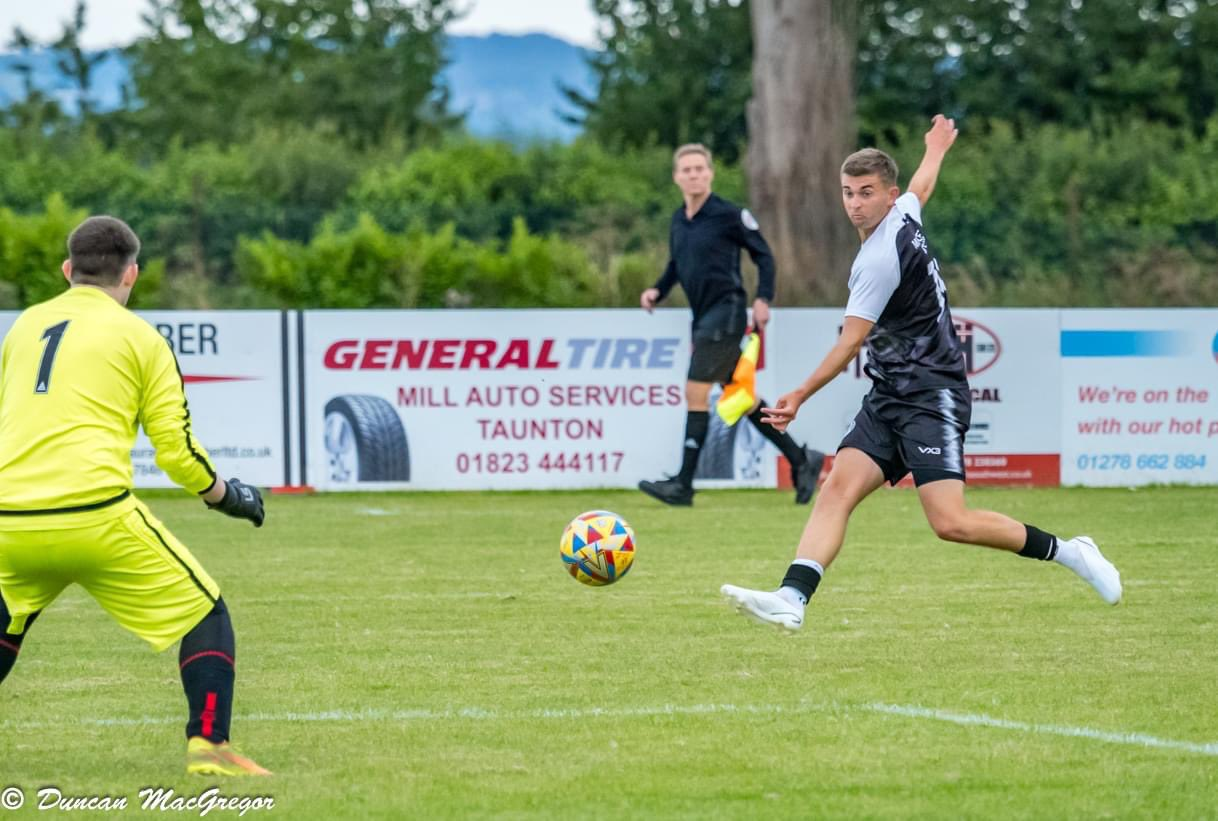 1
BER
GENERAL TIRE
MILL AUTO SERVICES
TAUNTON
01823 444117
VX3
We're on the
with our hot
01278 662 884
© Duncan MacGregor